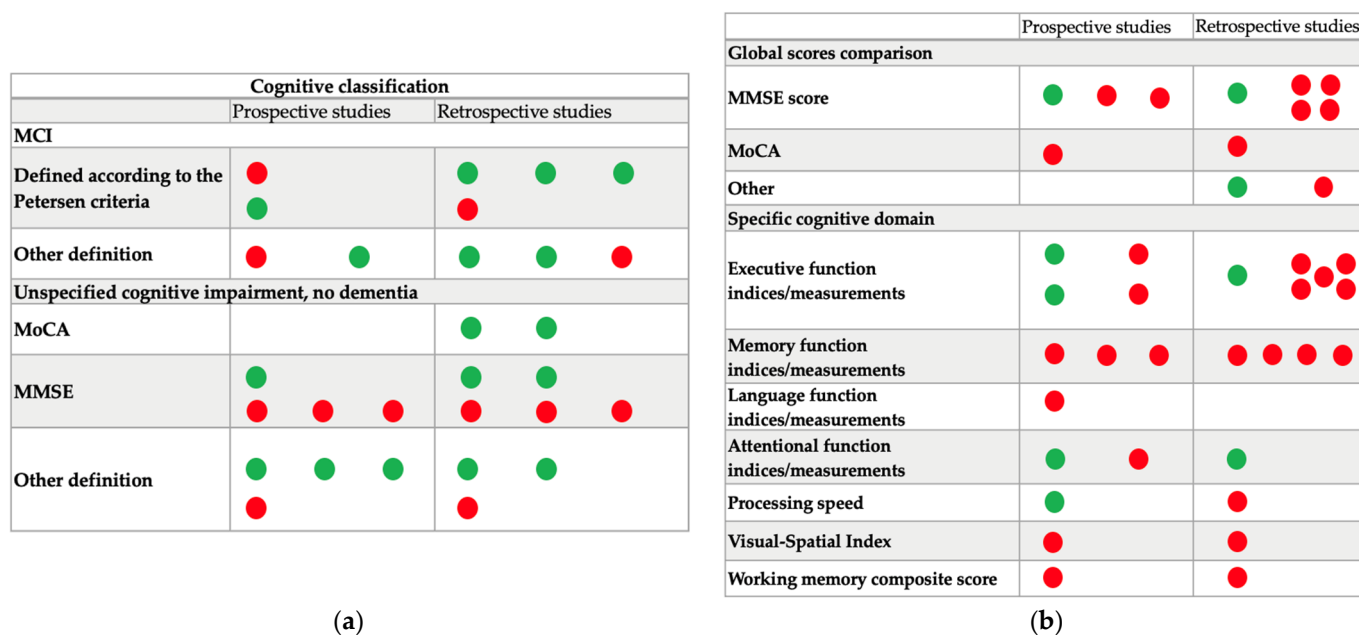 Cognitive classification
Prospective studies Retrospective studies
MCI
Defined according to the
Petersen criteria
Other definition
Unspecified cognitive impairment, no dementia
MoCA
MMSE
Other definition
(a)
Prospective studies Retrospective studies
Global scores comparison
MMSE score
MoCA
Other
Specific cognitive domain
Executive function
indices/measurements
Memory function
indices/measurements
Language function
indices/measurements
Attentional function
indices/measurements
Processing speed
Visual-Spatial Index
Working memory composite score
(b)